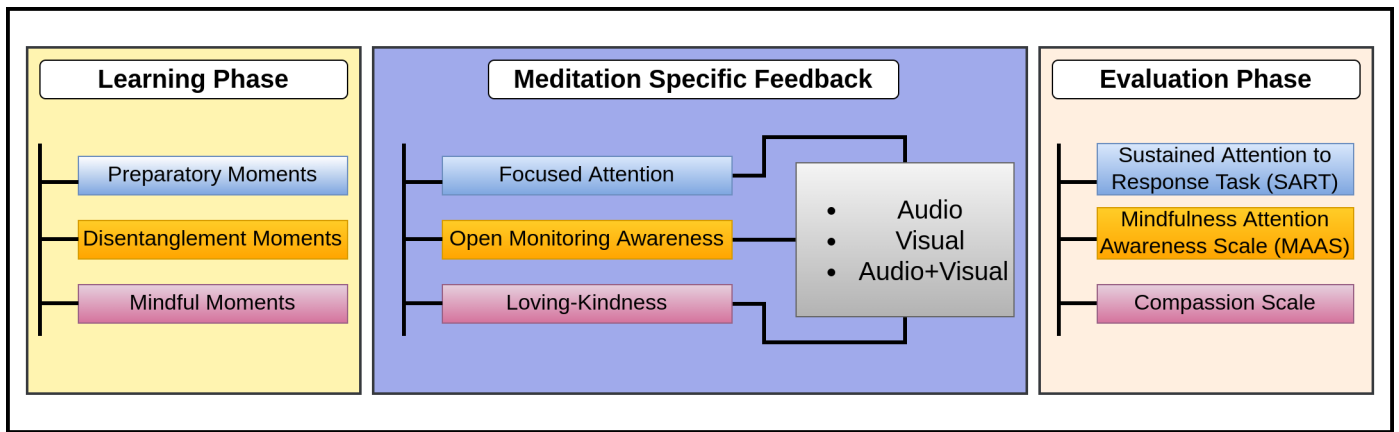 Learning Phase
Preparatory Moments
Disentanglement Moments
Mindful Moments
Meditation Specific Feedback
Focused Attention
Open Monitoring Awareness
Loving-Kindness
• Audio
• Visual
• Audio+Visual
Evaluation Phase
Sustained Attention to
Response Task (SART)
Mindfulness Attention
Awareness Scale (MAAS)
Compassion Scale